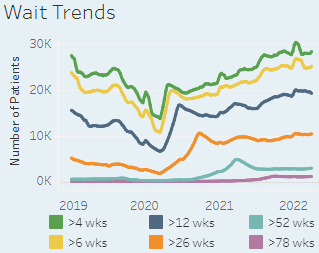 Wait Trends
Number of Patients
30K
20K
10K
0K
2019 2020 2021 2022
>4 wks >12 wks >52 wks
>6 wks >26 wks >78 wks